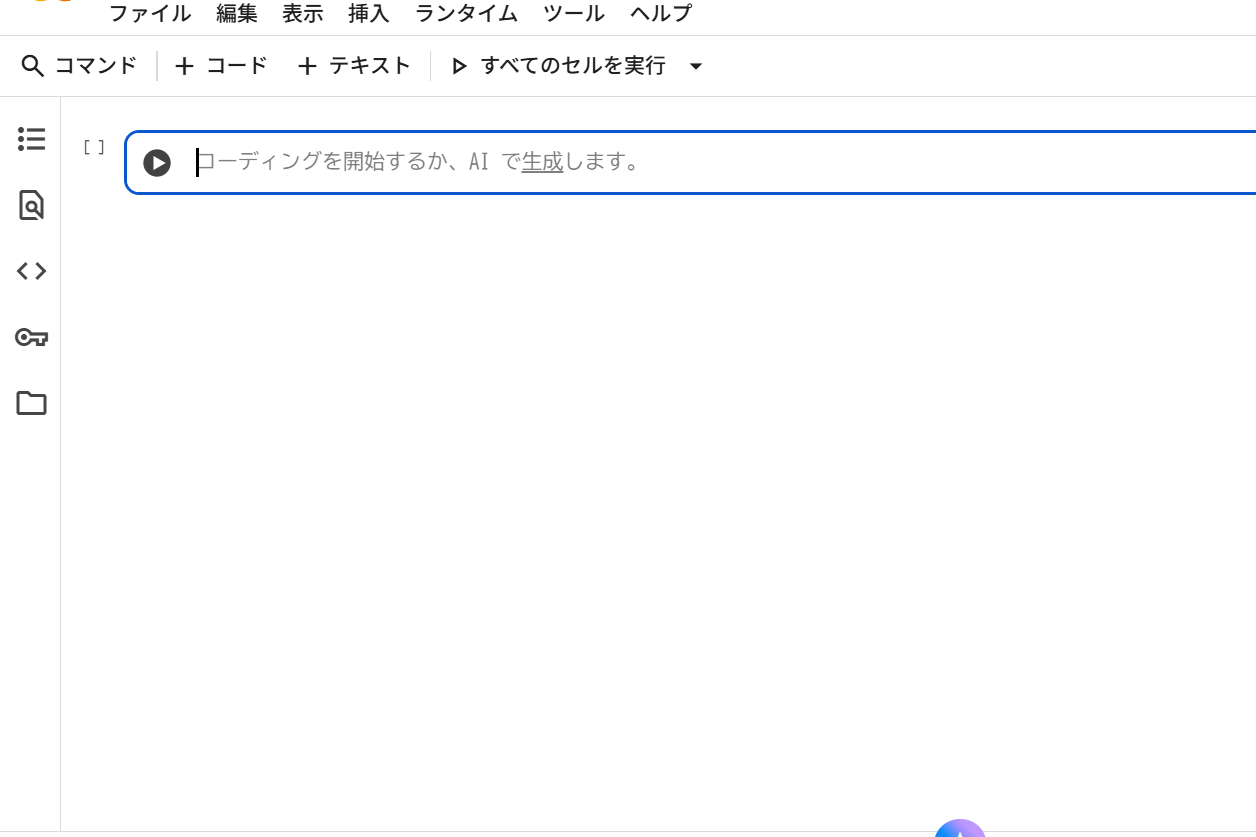 ファイル 編集 表示 挿入 ランタイム ツール ヘルプ
コマンド + コード + テキスト すべてのセルを実行
[ ] コーディングを開始するか、AI で生成します。